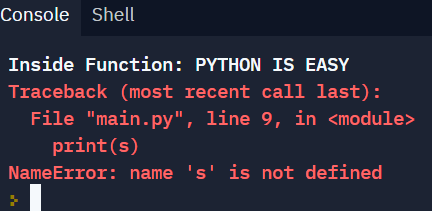 Console Shell
Inside Function: PYTHON IS EASY
Traceback (most recent call last):
File "main.py", line 9, in <module>
print(s)
NameError: name 's' is not defined
>